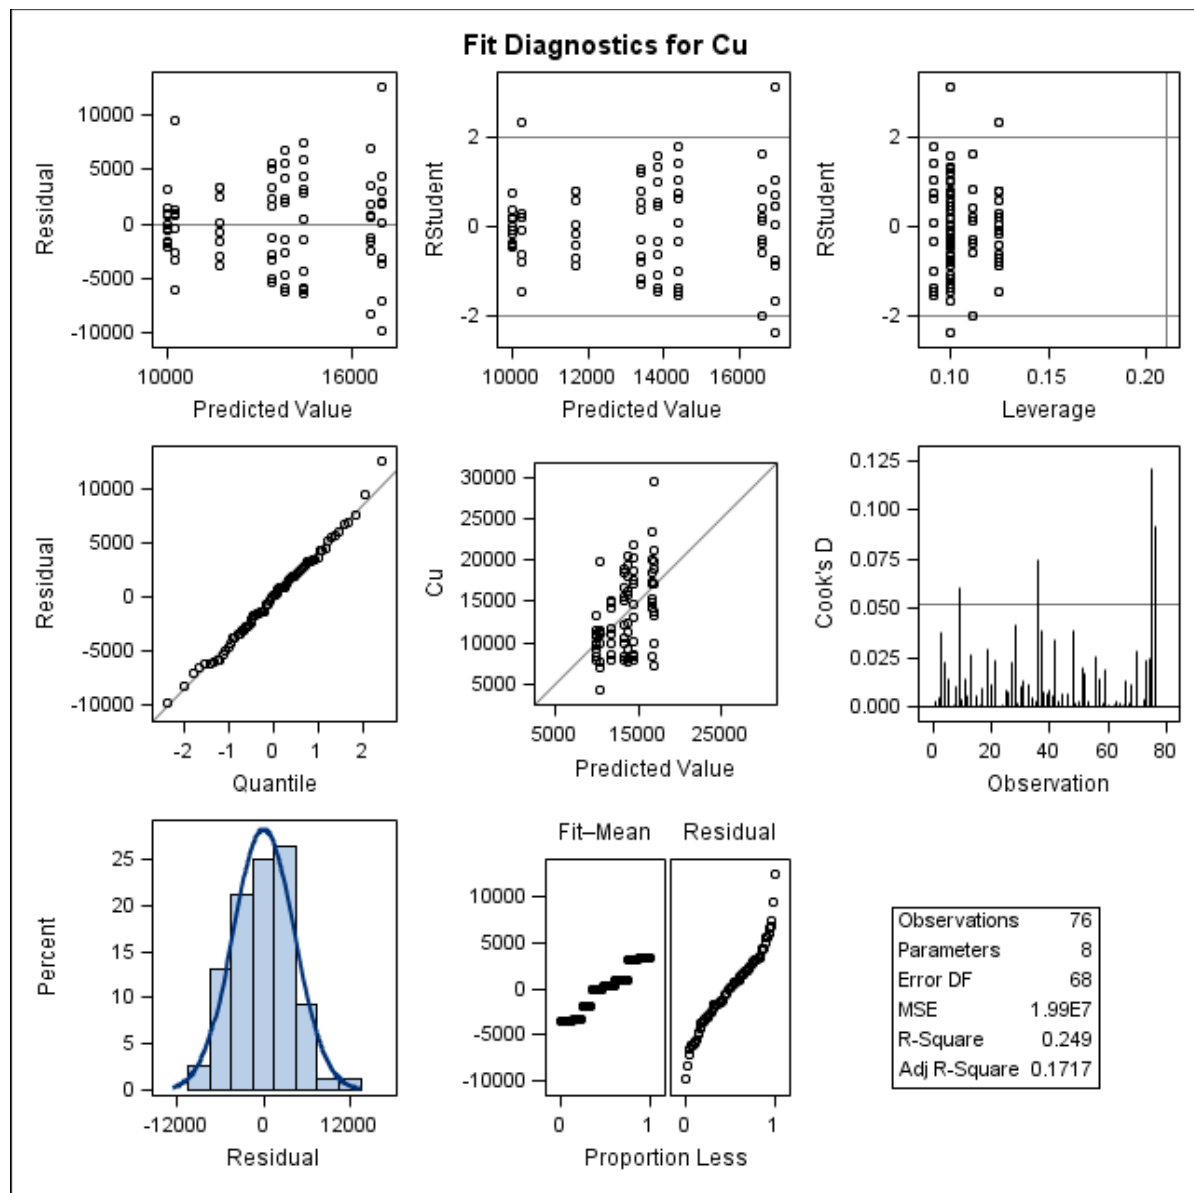 Fit Diagnostics for Cu
10000
5000
0
-5000
-10000
Residual
10000 16000
Predicted Value
2
0
-2
RStudent
10000 12000 14000 16000
Predicted Value
2
0
-2
RStudent
0.10 0.15 0.20
Leverage
10000
5000
0
-5000
-10000
Residual
-2 -1 0 1 2
Quantile
30000
25000
20000
15000
10000
5000
Cu
5000 15000 25000
Predicted Value
0.125
0.100
0.075
0.050
0.025
0.000
Cook's D
0 20 40 60 80
Observation
25
20
15
10
5
0
Percent
-12000 0 12000
Residual
Fit–Mean Residual
10000
5000
0
-5000
-10000
0 1 0 1
Proportion Less
Observations 76
Parameters 8
Error DF 68
MSE 1.99E7
R-Square 0.249
Adj R-Square 0.1717